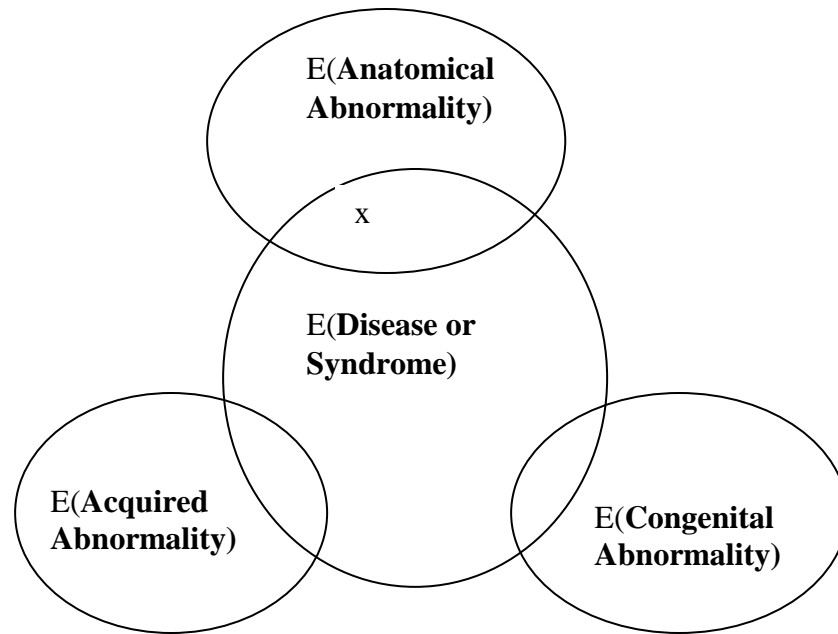 E(Anatomical
Abnormality)
x
E(Disease or
Syndrome)
E(Acquired
Abnormality)
E(Congenital
Abnormality)